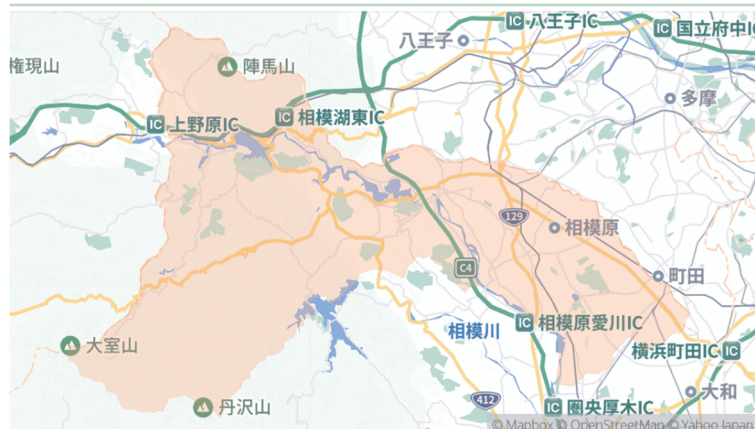 八王子IC
国立府中IC
八王子
権現山
陣馬山
多摩
上野原IC
相模湖東IC
129
相模原
C4
町田
相模川
相模原愛川IC
大室山
横浜町田IC
大和
412
丹沢山
圏央厚木IC
© Mapbox © OpenStreetMap © Yahoo Japan